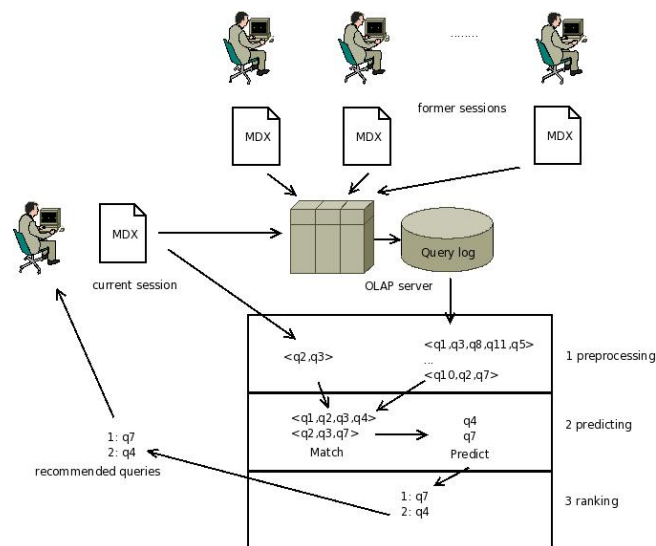 ........
former sessions
MDX
MDX
MDX
MDX
Query log
current session
OLAP server
<q2,q3>
<q1,q3,q8,q11,q5>
...
<q10,q2,q7>
1 preprocessing
<q1,q2,q3,q4>
<q2,q3,q7>
Match
q4
q7
Predict
2 predicting
1: q7
2: q4
recommended queries
1: q7
2: q4
3 ranking